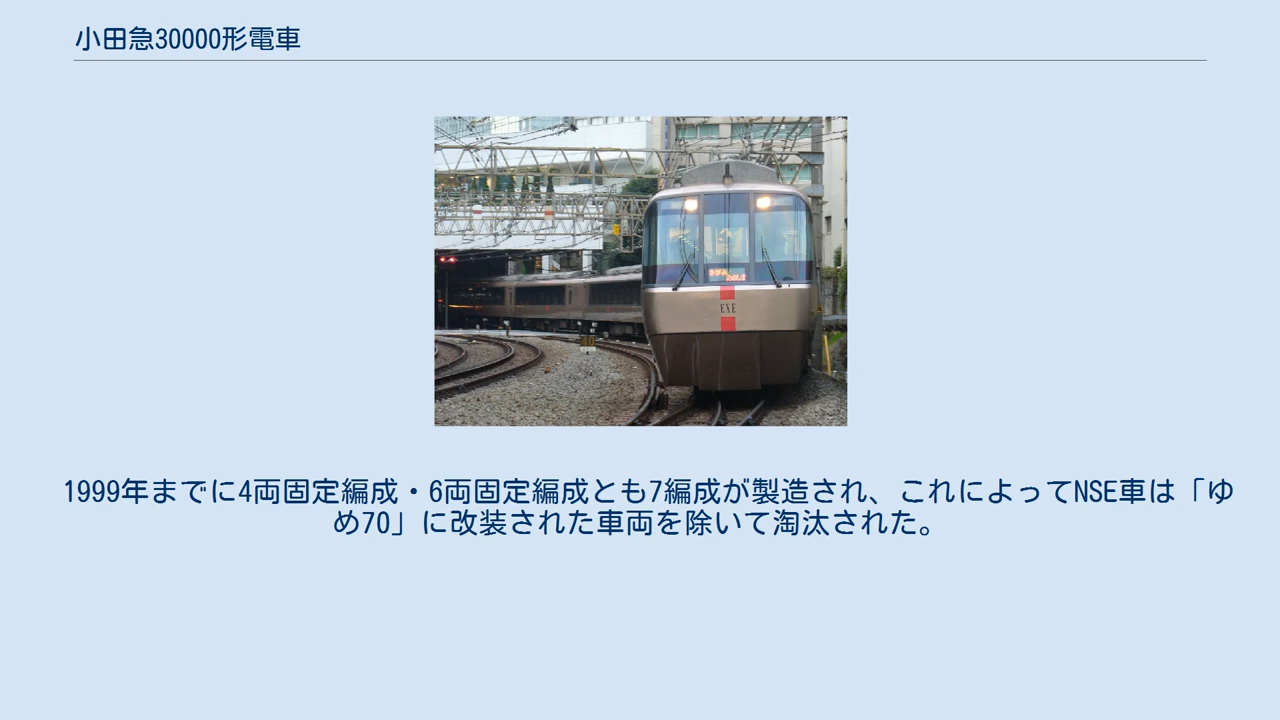 小田急30000形電車
EXE
1999年までに4両固定編成・6両固定編成とも7編成が製造され、これによってNSE車は「ゆ
め70」に改装された車両を除いて淘汰された。